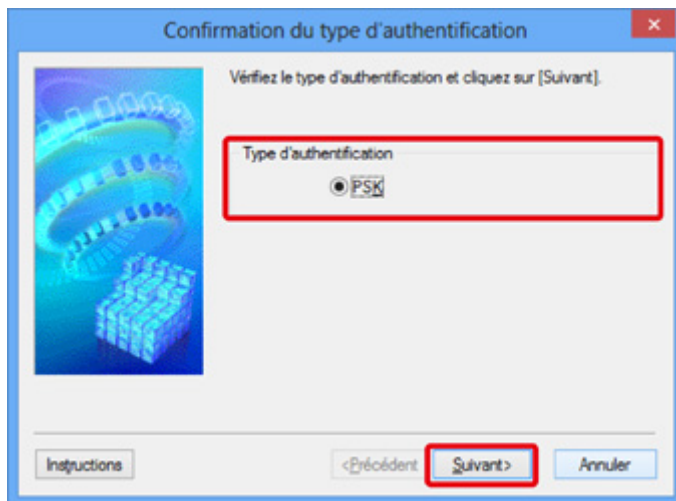 Confirmation du type d'authentification
Vérifiez le type d'authentification et cliquez sur [Suivant].
Type d'authentification
PSK
Instructions
<Précédent
Suivant>
Annuler